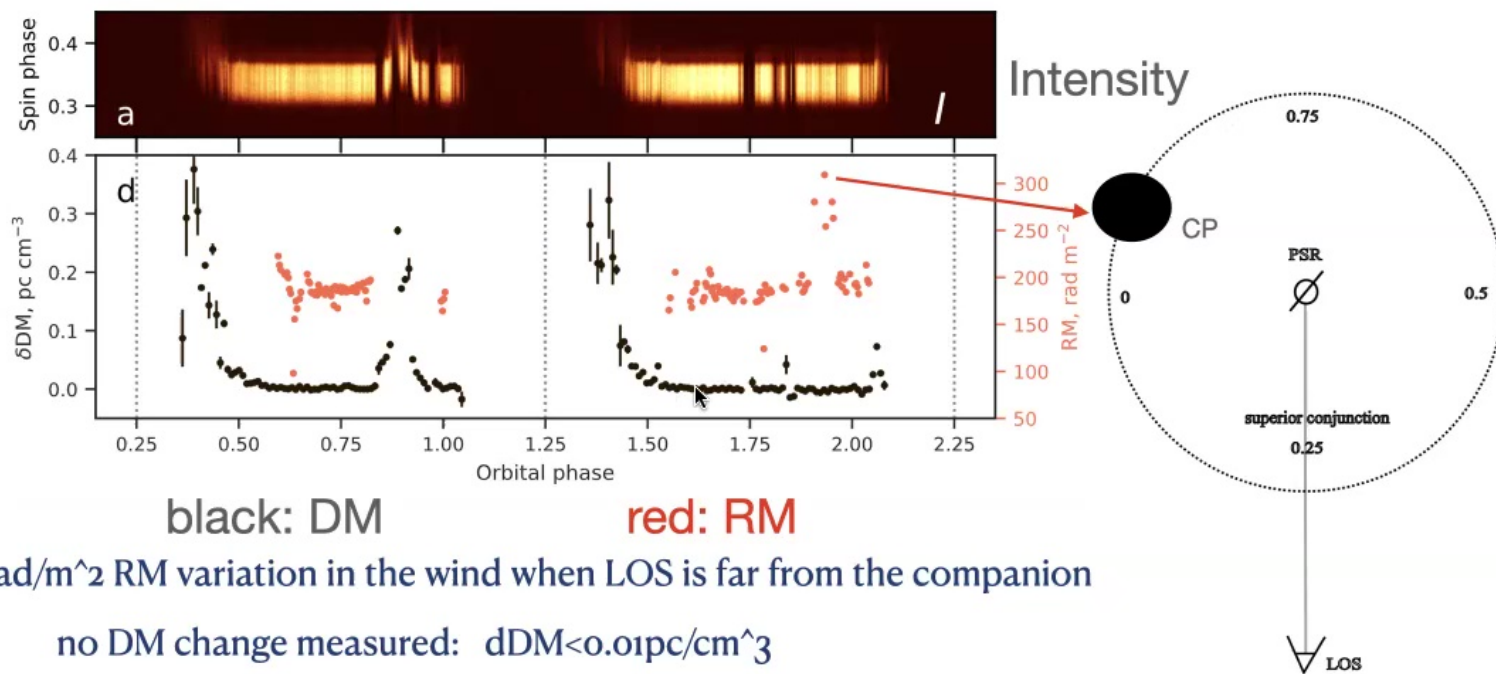 Spin phase
0.4
0.3
a
I
Intensity
d
δDM, pc cm⁻³
0.4
0.3
0.2
0.1
0.0
300
250
200
150
100
50
RM, rad m⁻²
0.25 0.50 0.75 1.00 1.25 1.50 1.75 2.00 2.25
Orbital phase
0.75
CP
PSR
0
0.5
superior conjunction
0.25
LOS
black: DM
red: RM
ad/m^2 RM variation in the wind when LOS is far from the companion
no DM change measured: dDM<0.01pc/cm^3